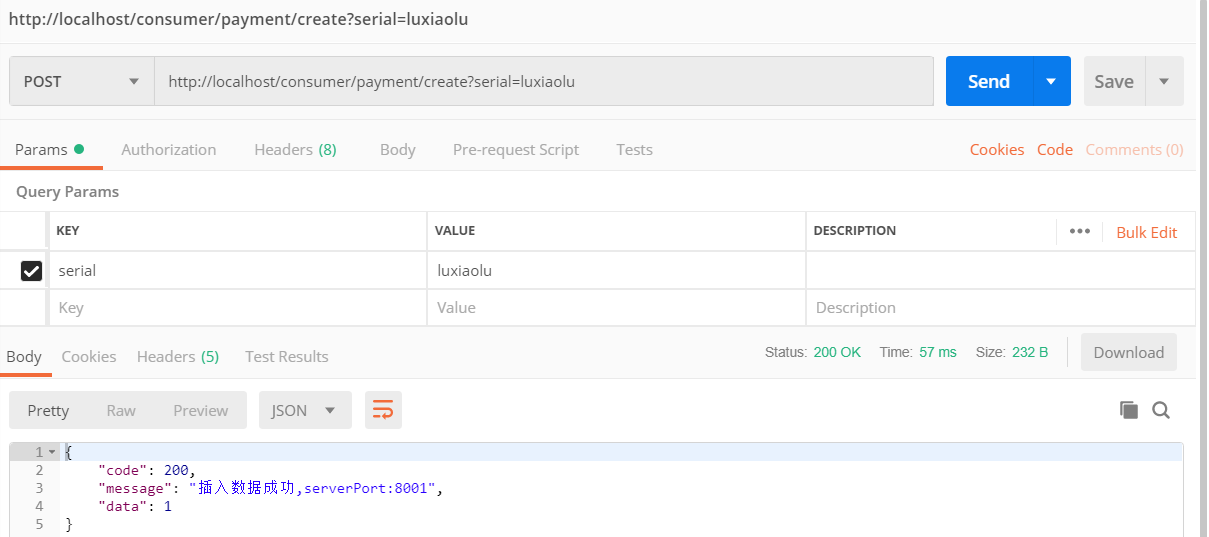 http://localhost/consumer/payment/create?serial=luxiaolu
POST http://localhost/consumer/payment/create?serial=luxiaolu Send Save
Params Authorization Headers (8) Body Pre-request Script Tests Cookies Code Comments (0)
Query Params
KEY VALUE DESCRIPTION ••• Bulk Edit
serial luxiaolu
Key Value Description
Body Cookies Headers (5) Test Results Status: 200 OK Time: 57 ms Size: 232 B Download
Pretty Raw Preview JSON
1 {
2 "code": 200,
3 "message": "插入数据成功,serverPort:8001",
4 "data": 1
5 }